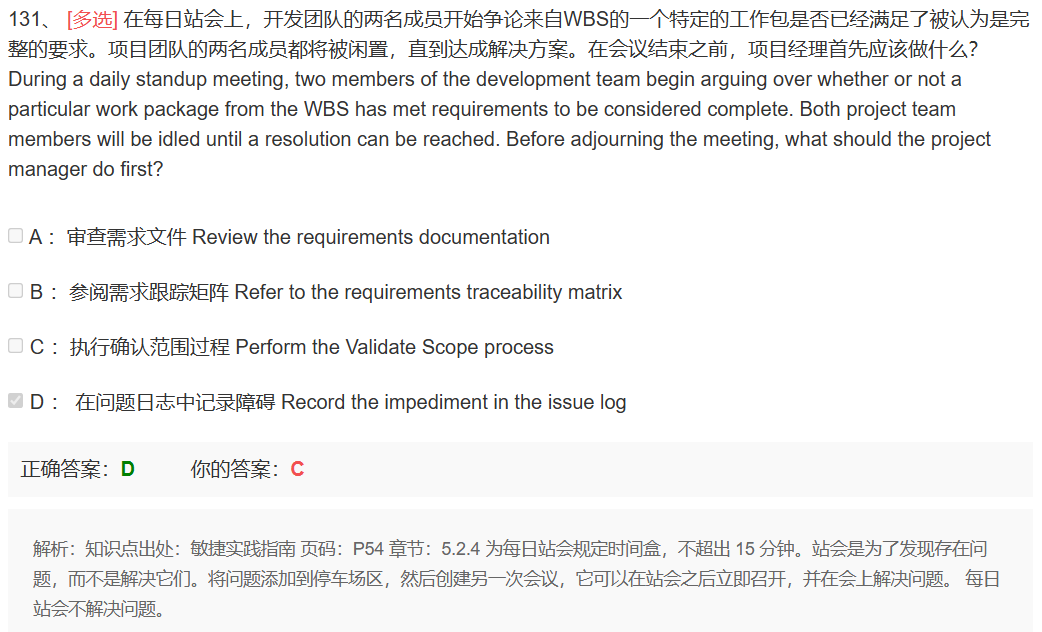 131、 [多选] 在每日站会上，开发团队的两名成员开始争论来自WBS的一个特定的工作包是否已经满足了被认为是完
整的要求。项目团队的两名成员都将被闲置，直到达成解决方案。在会议结束之前，项目经理首先应该做什么?
During a daily standup meeting, two members of the development team begin arguing over whether or not a
particular work package from the WBS has met requirements to be considered complete. Both project team
members will be idled until a resolution can be reached. Before adjourning the meeting, what should the project
manager do first?
A： 审查需求文件 Review the requirements documentation
B： 参阅需求跟踪矩阵 Refer to the requirements traceability matrix
C： 执行确认范围过程 Perform the Validate Scope process
D： 在问题日志中记录障碍 Record the impediment in the issue log
正确答案：D 你的答案：C
解析：知识点出处：敏捷实践指南 页码：P54 章节：5.2.4 为每日站会规定时间盒，不超出 15 分钟。站会是为了发现存在问
题，而不是解决它们。将问题添加到停车场区，然后创建另一次会议，它可以在站会之后立即召开，并在会上解决问题。 每日
站会不解决问题。